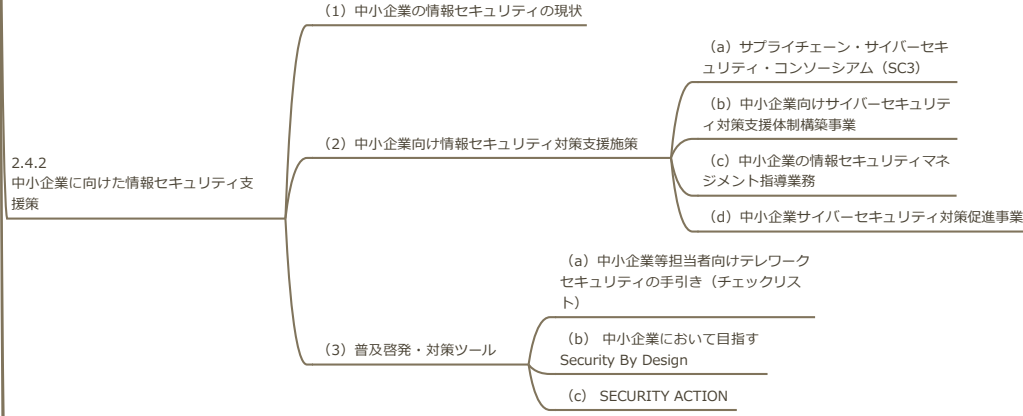 2.4.2
中小企業に向けた情報セキュリティ支
援策
（1）中小企業の情報セキュリティの現状
（2）中小企業向け情報セキュリティ対策支援施策
（a）サプライチェーン・サイバーセキ
ュリティ・コンソーシアム（SC3）
（b）中小企業向けサイバーセキュリテ
ィ対策支援体制構築事業
（c）中小企業の情報セキュリティマネ
ジメント指導業務
（d）中小企業サイバーセキュリティ対策促進事業
（3）普及啓発・対策ツール
（a）中小企業等担当者向けテレワーク
セキュリティの手引き（チェックリス
ト）
（b） 中小企業において目指す
Security By Design
（c） SECURITY ACTION